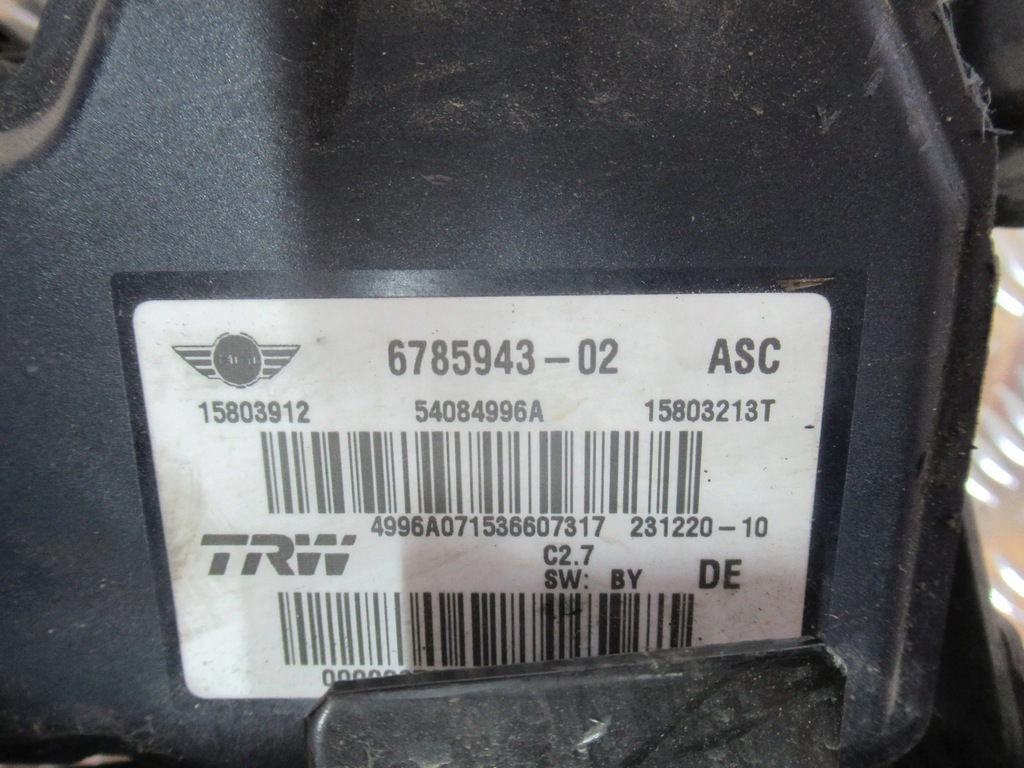 6785943-02 ASC
15803912 54084996A 15803213T
4996A071536607317 231220-10
TRW C2.7
SW: BY DE